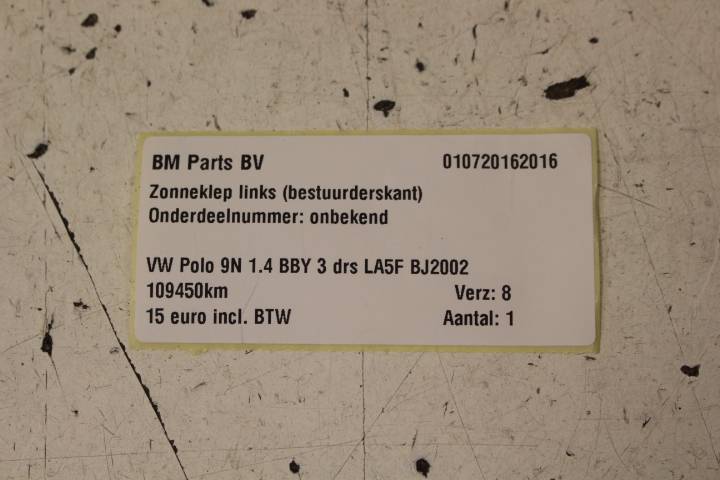 BM Parts BV 010720162016
Zonneklep links (bestuurderskant)
Onderdeelnummer: onbekend
VW Polo 9N 1.4 BBY 3 drs LA5F BJ2002
109450km Verz: 8
15 euro incl. BTW Aantal: 1